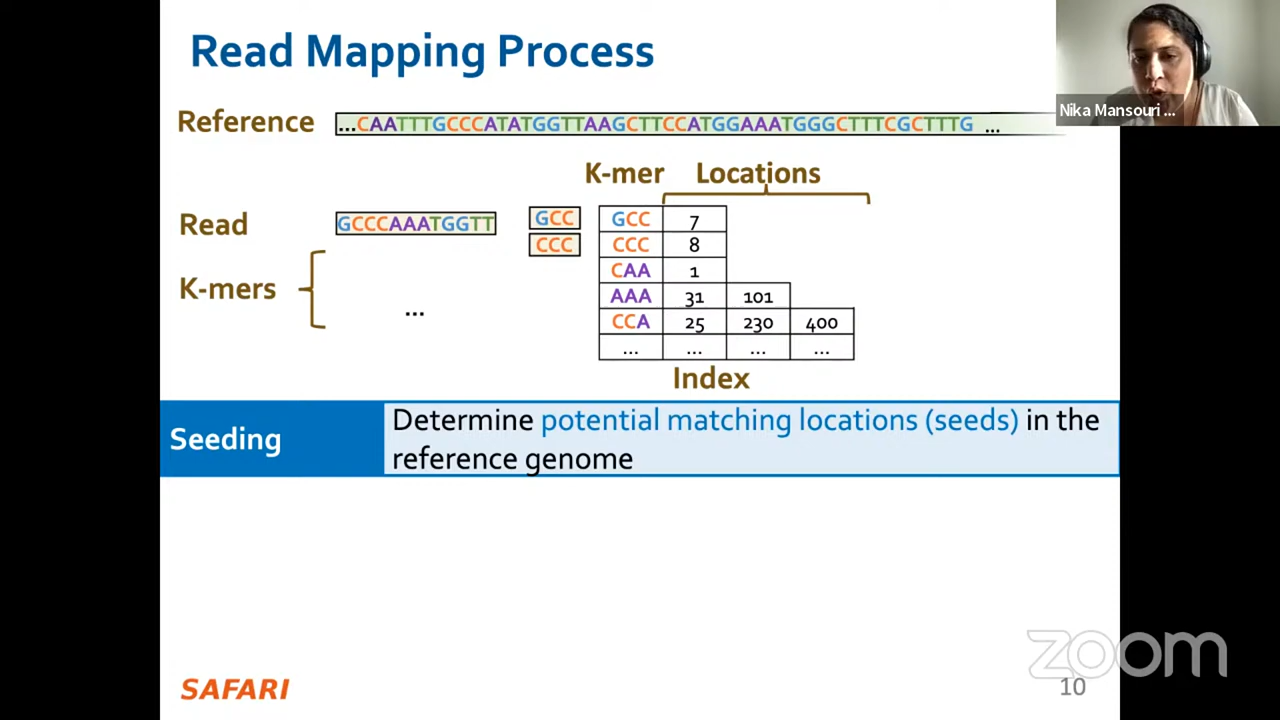 Read Mapping Process
Nika Mansouri ...
Reference ...CAATTTGCCCATATGGTTAAGCTTCCATGGAAATGGGCTTTCGCTTTG ...
K-mer Locations
Read GCCCAAATGGTT GCC GCC 7
CCC CCC 8
K-mers CAA 1
... AAA 31 101
CCA 25 230 400
... ... ... ...
Index
Seeding Determine potential matching locations (seeds) in the
reference genome
zoom
SAFARI 10